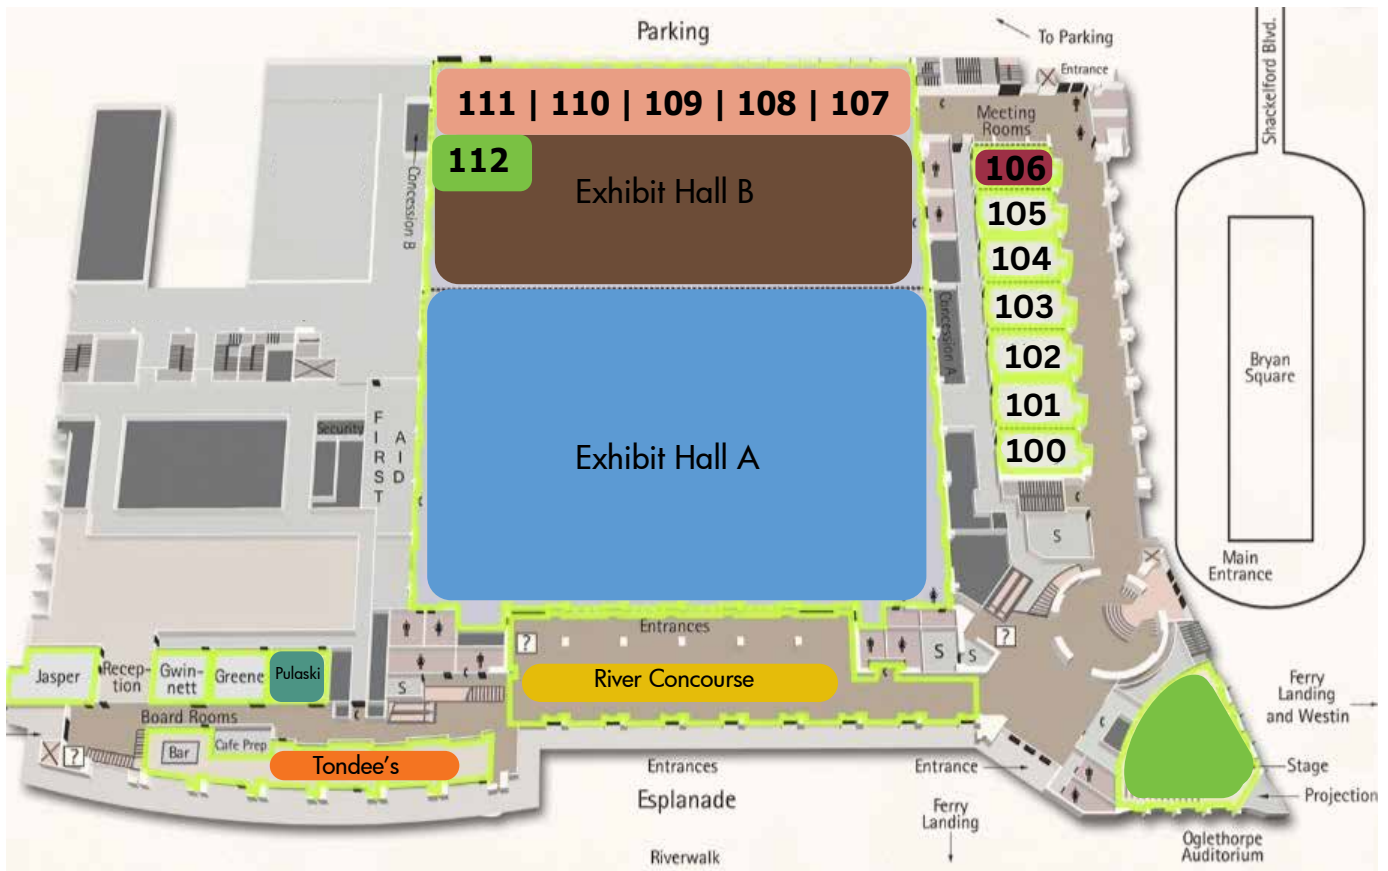 Parking
To Parking
Entrance
Shackelford Blvd.
111 | 110 | 109 | 108 | 107
Meeting
Rooms
112
Exhibit Hall B
Concession B
106
105
104
103
102
101
100
Concession A
Bryan
Square
Exhibit Hall A
FIRST
AID
Security
S
Main
Entrance
Entrances
?
?
S
S
Jasper
Recep-
tion
Gwin-
nett
Greene
Pulaski
S
River Concourse
Ferry
Landing
and Westin
Board Rooms
?
Bar
Cafe Prep
Tondee's
Entrances
Entrance
Stage
Projection
Esplanade
Ferry
Landing
Oglethorpe
Auditorium
Riverwalk